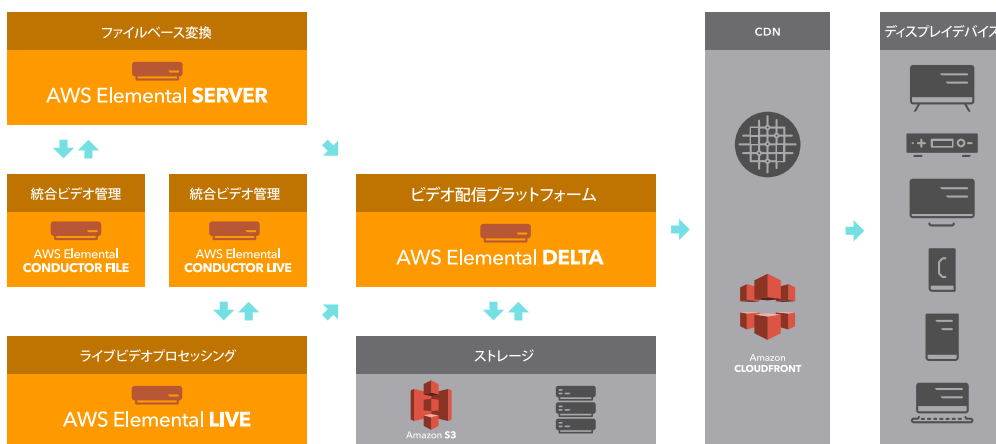 ファイルベース変換
AWS Elemental SERVER
統合ビデオ管理
AWS Elemental
CONDUCTOR FILE
統合ビデオ管理
AWS Elemental
CONDUCTOR LIVE
ライブビデオプロセッシング
AWS Elemental LIVE
ビデオ配信プラットフォーム
AWS Elemental DELTA
ストレージ
Amazon S3
CDN
Amazon
CLOUDFRONT
ディスプレイデバイス